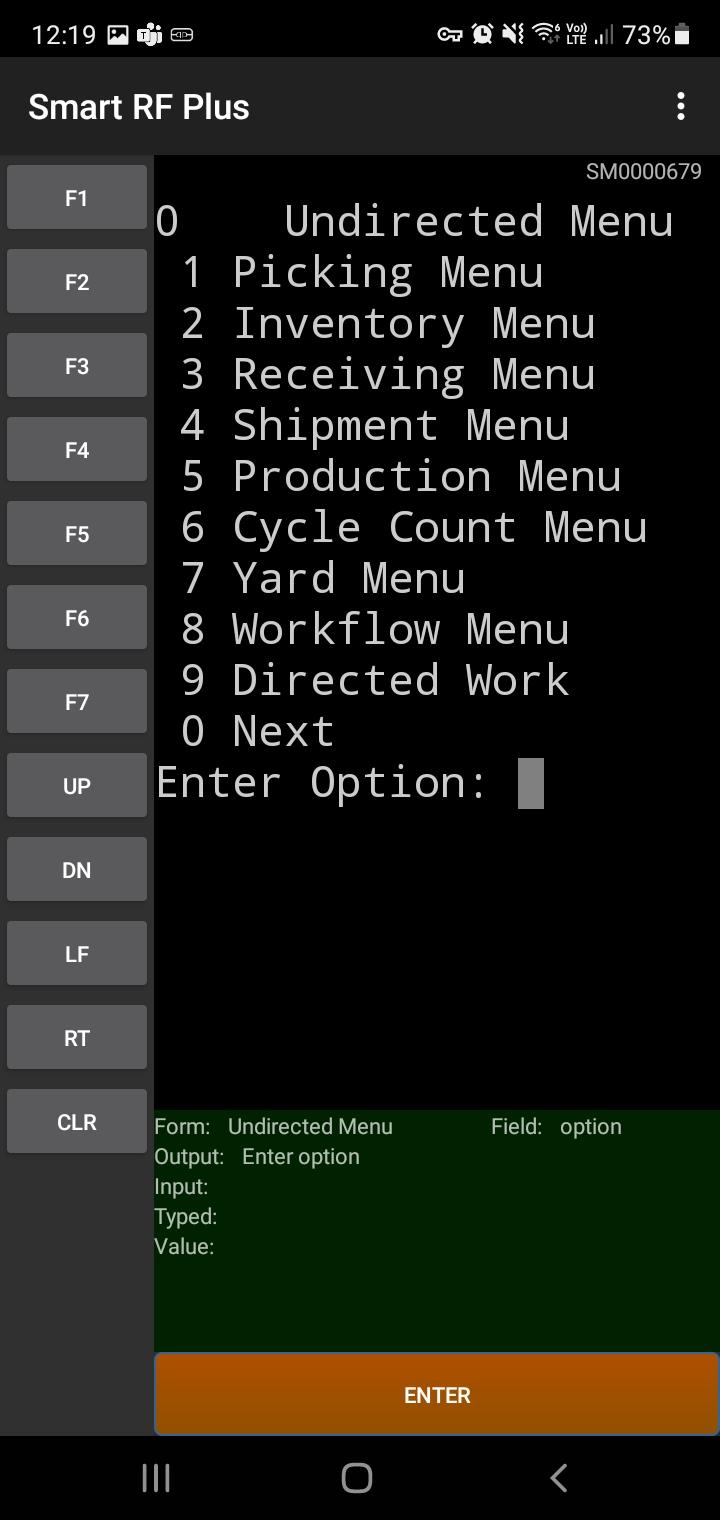 12:19 Vo) LTE 73%
Smart RF Plus
SM0000679
F1
F2
F3
F4
F5
F6
F7
UP
DN
LF
RT
CLR
0    Undirected Menu
1 Picking Menu
2 Inventory Menu
3 Receiving Menu
4 Shipment Menu
5 Production Menu
6 Cycle Count Menu
7 Yard Menu
8 Workflow Menu
9 Directed Work
0 Next
Enter Option:
Form: Undirected Menu Field: option
Output: Enter option
Input:
Typed:
Value:
ENTER